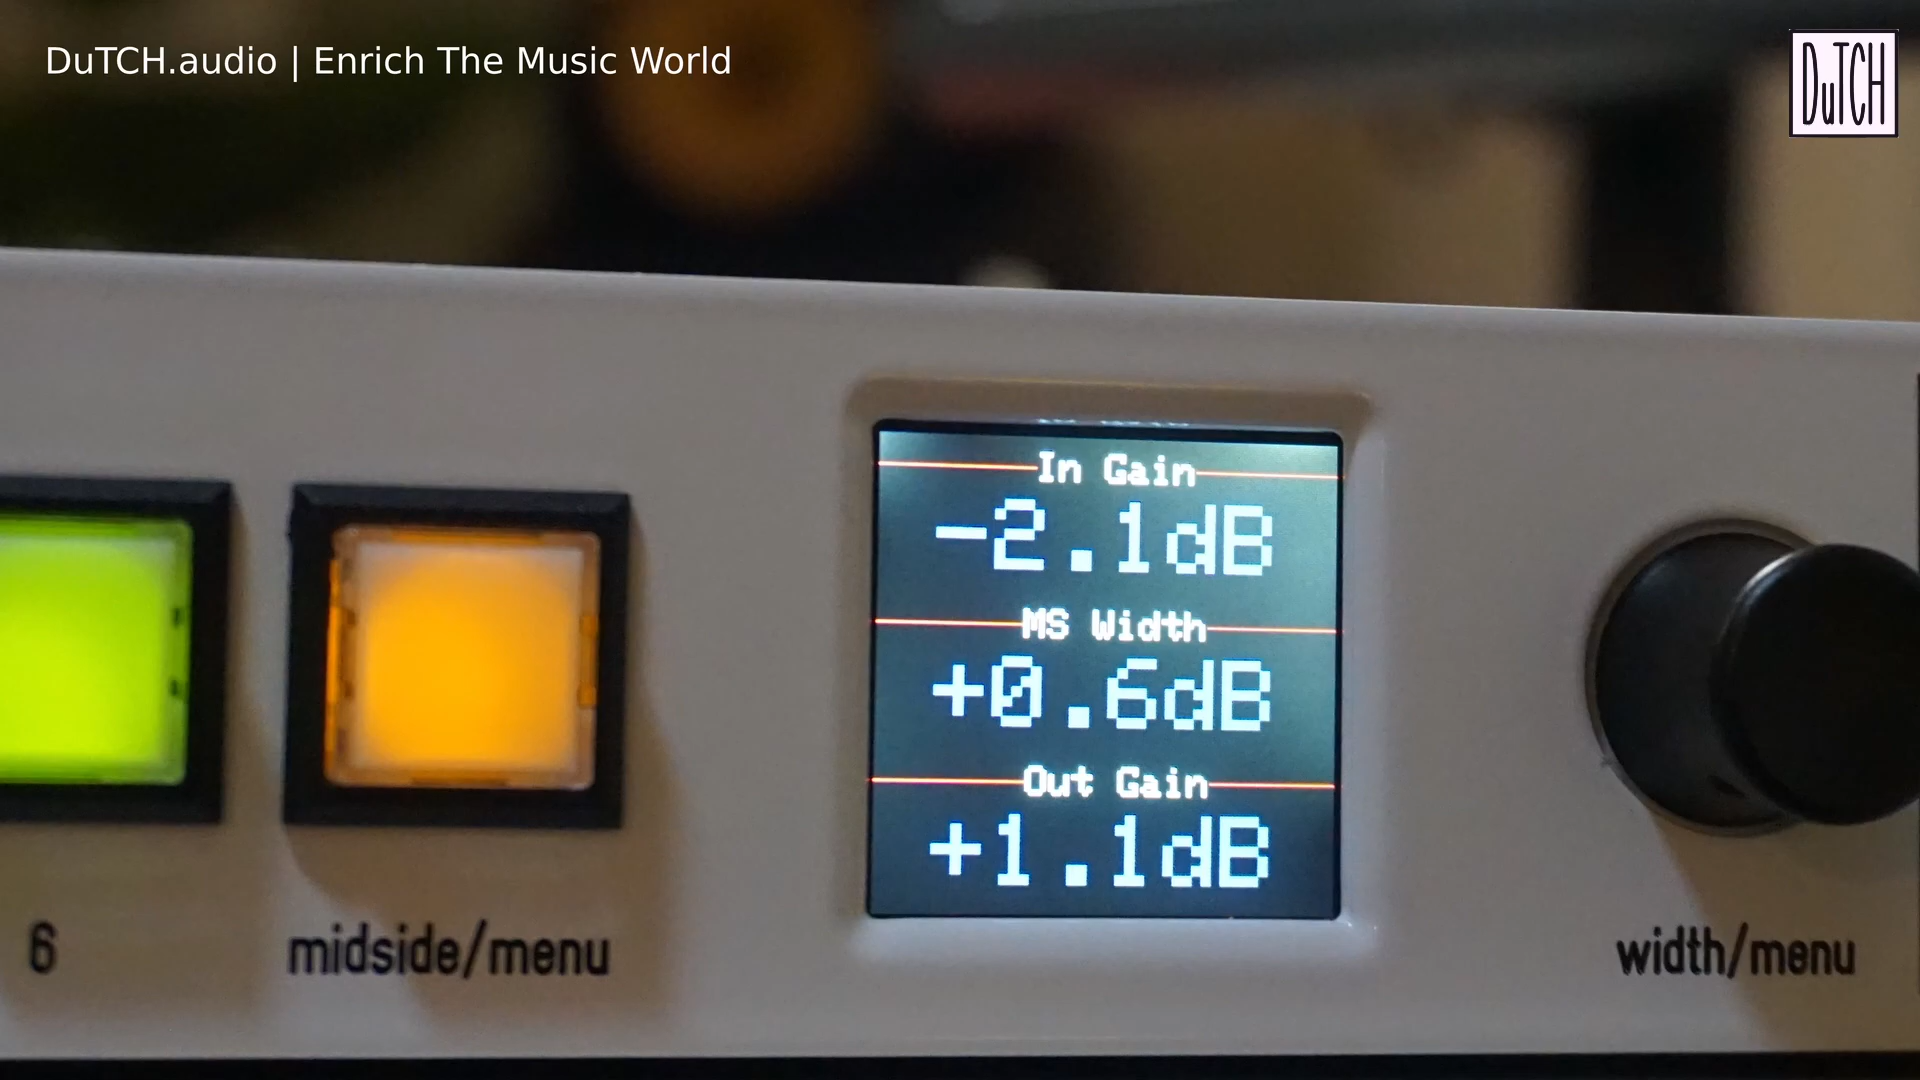 DuTCH.audio | Enrich The Music World
DuTCH
In Gain
-2.1dB
MS Width
+0.6dB
Out Gain
+1.1dB
6
midside/menu
width/menu